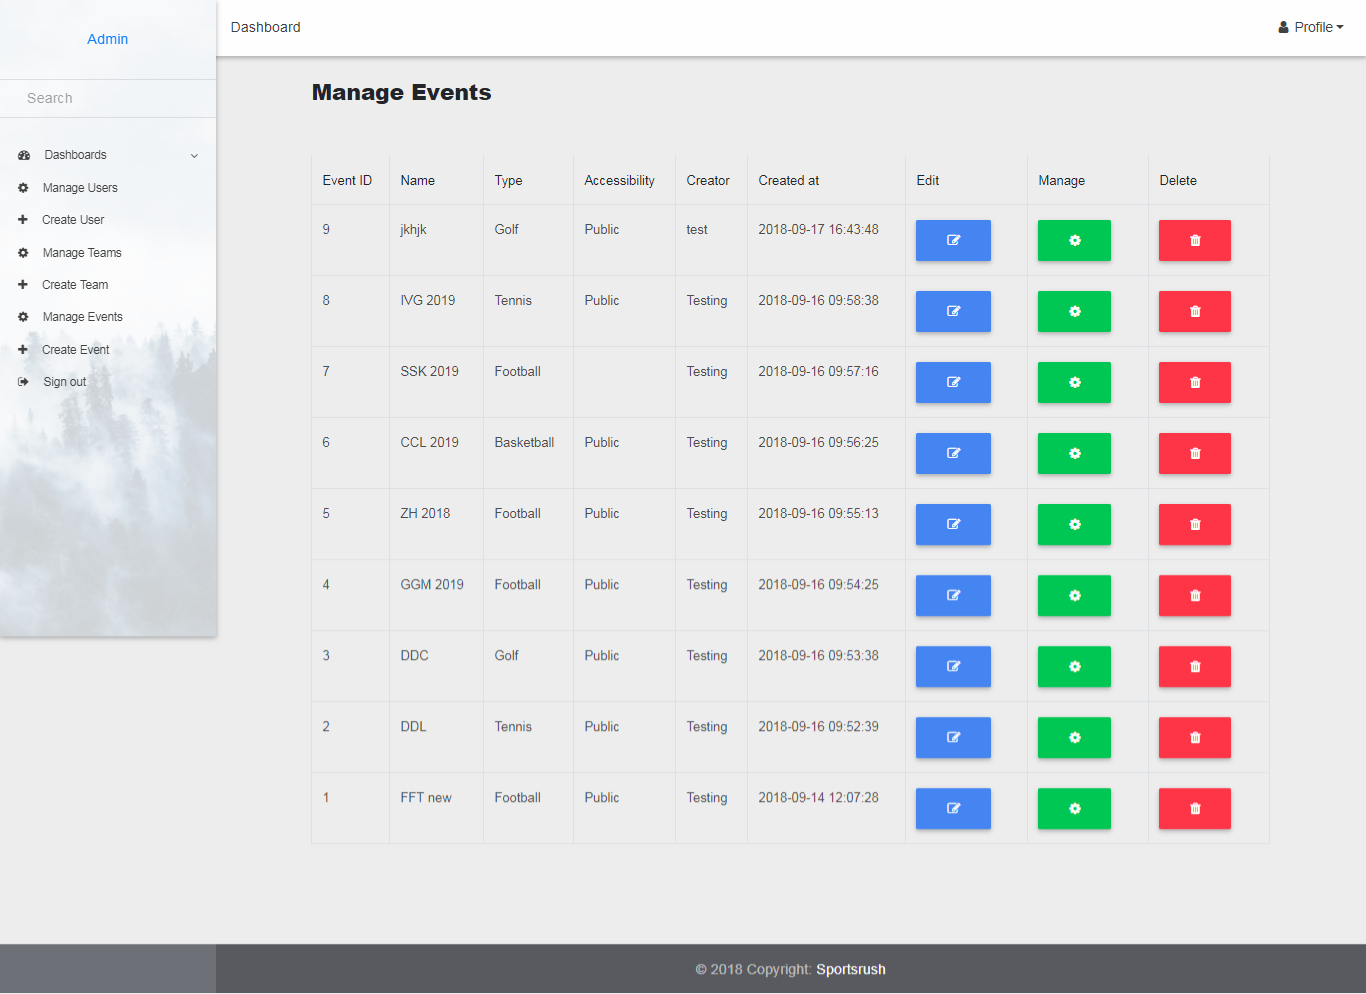 Admin
Search
Dashboards
Manage Users
Create User
Manage Teams
Create Team
Manage Events
Create Event
Sign out
Dashboard
Profile
Manage Events
Event ID Name Type Accessibility Creator Created at Edit Manage Delete
9 jkhjk Golf Public test 2018-09-17 16:43:48
8 IVG 2019 Tennis Public Testing 2018-09-16 09:58:38
7 SSK 2019 Football Testing 2018-09-16 09:57:16
6 CCL 2019 Basketball Public Testing 2018-09-16 09:56:25
5 ZH 2018 Football Public Testing 2018-09-16 09:55:13
4 GGM 2019 Football Public Testing 2018-09-16 09:54:25
3 DDC Golf Public Testing 2018-09-16 09:53:38
2 DDL Tennis Public Testing 2018-09-16 09:52:39
1 FFT new Football Public Testing 2018-09-14 12:07:28
© 2018 Copyright: Sportsrush